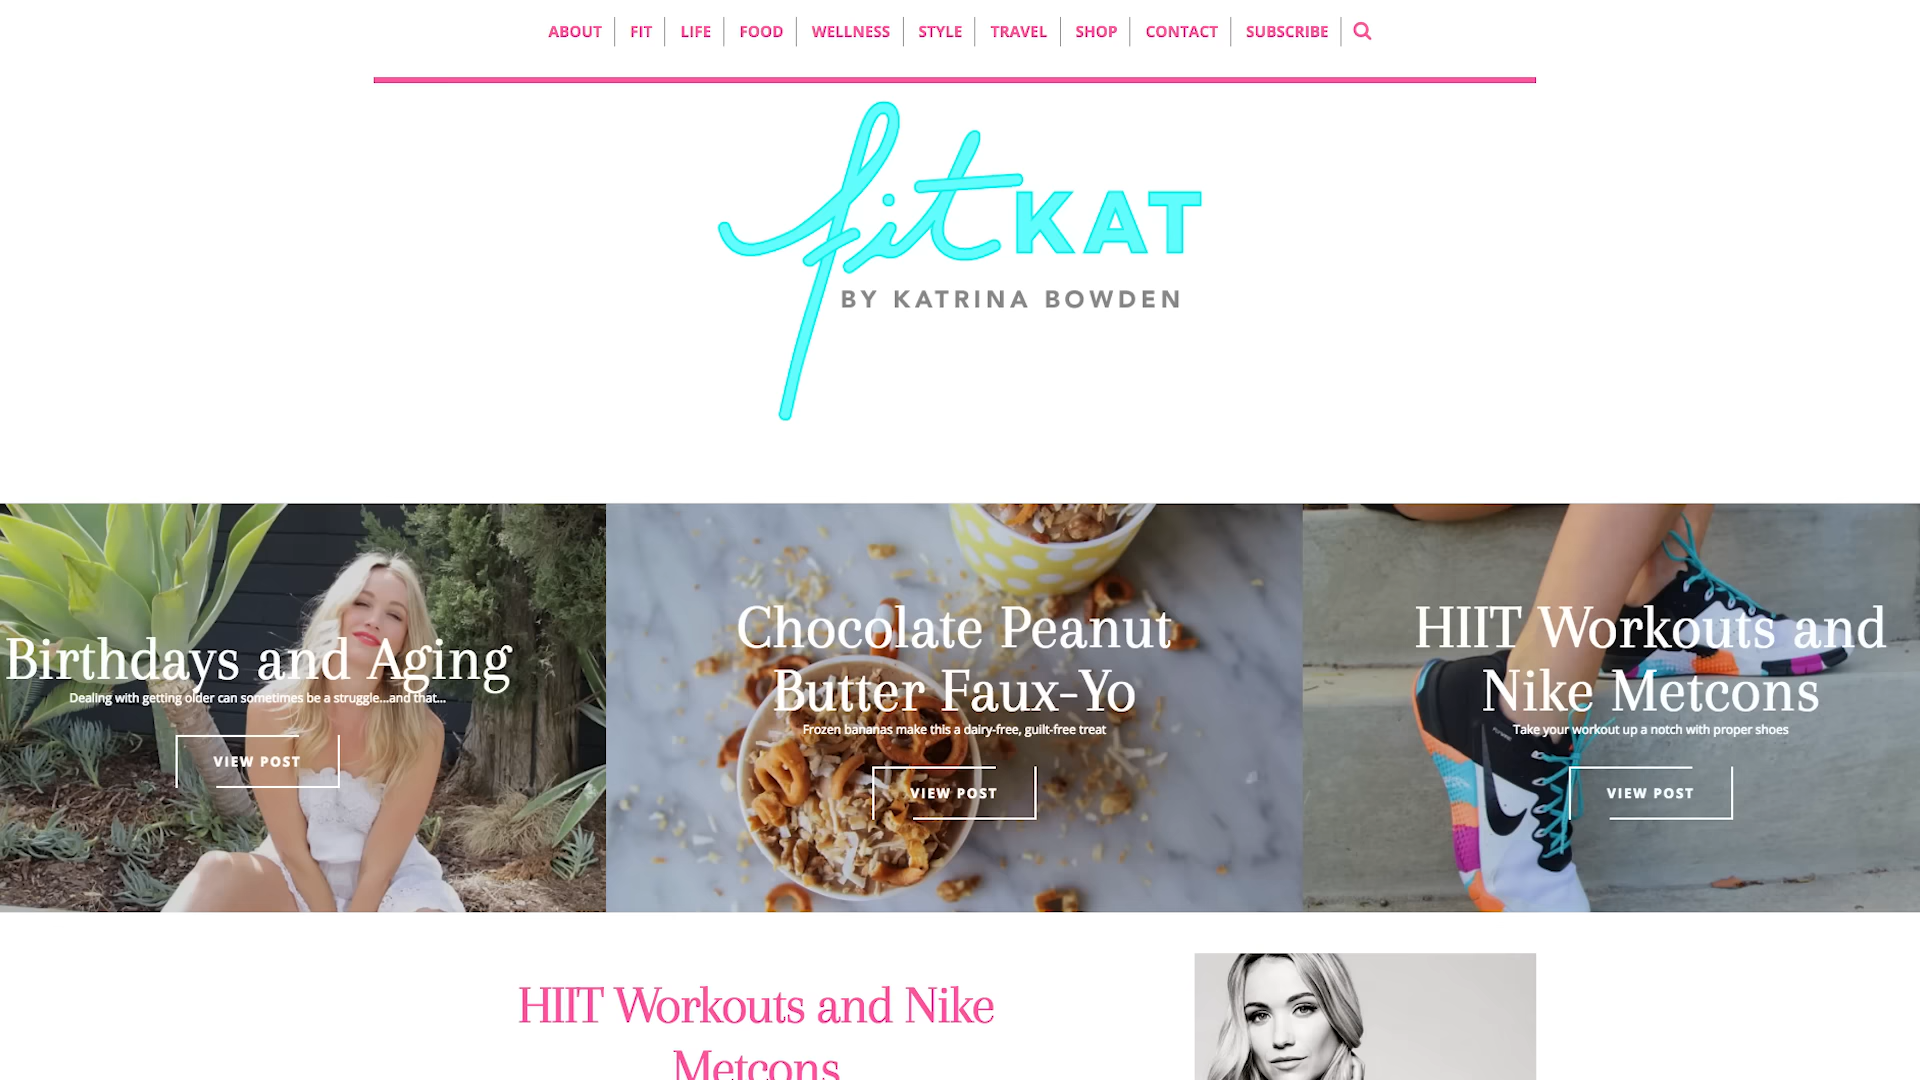 ABOUT FIT LIFE FOOD WELLNESS STYLE TRAVEL SHOP CONTACT SUBSCRIBE
fit KAT
BY KATRINA BOWDEN
Birthdays and Aging
Dealing with getting older can sometimes be a struggle...and that...
VIEW POST
Chocolate Peanut
Butter Faux-Yo
Frozen bananas make this a dairy-free, guilt-free treat
VIEW POST
HIIT Workouts and
Nike Metcons
Take your workout up a notch with proper shoes
VIEW POST
HIIT Workouts and Nike
Metcons